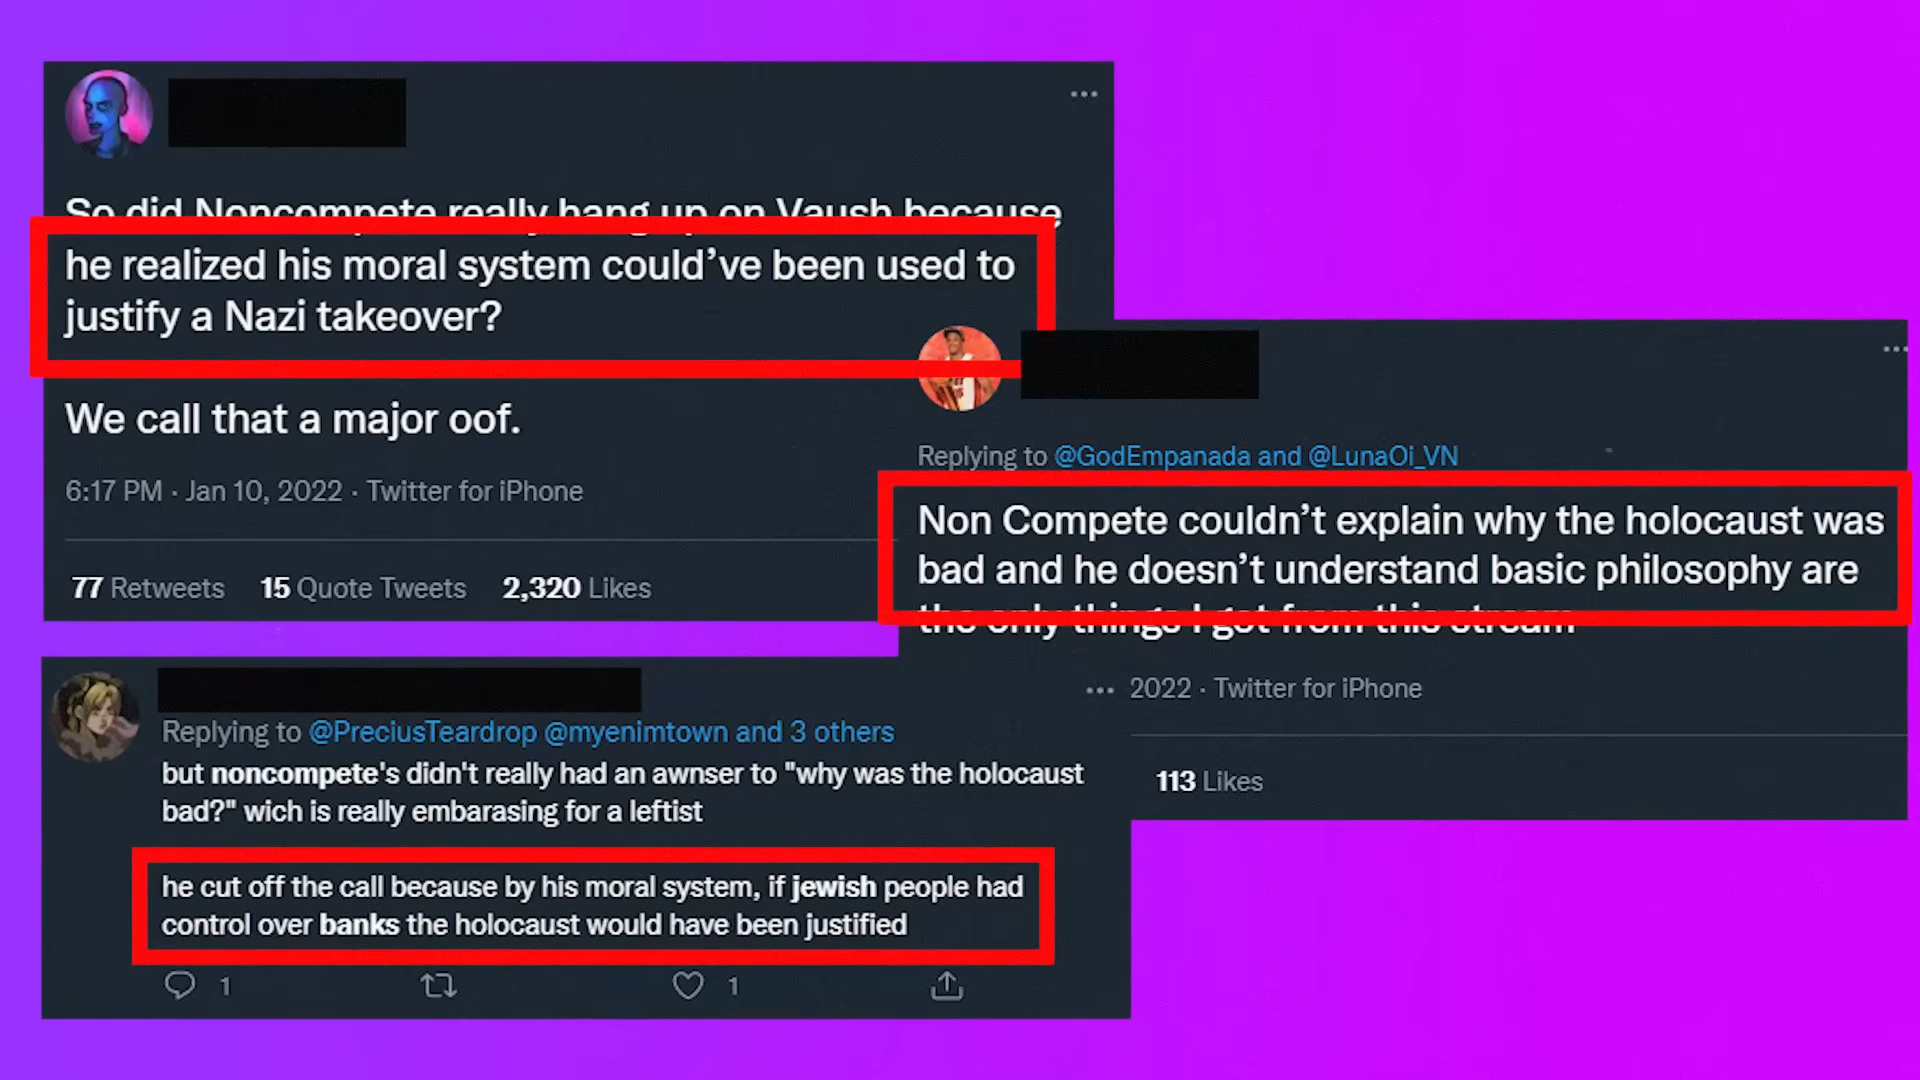 So did Noncompete really hang up on Vaush because
he realized his moral system could've been used to
justify a Nazi takeover?
We call that a major oof.
6:17 PM · Jan 10, 2022 · Twitter for iPhone
77 Retweets 15 Quote Tweets 2,320 Likes
Replying to @GodEmpanada and @LunaOi_VN
Non Compete couldn't explain why the holocaust was
bad and he doesn't understand basic philosophy are
the only things I got from this stream
2022 · Twitter for iPhone
113 Likes
Replying to @PreciusTeardrop @myenimtown and 3 others
but noncompete's didn't really had an awnser to "why was the holocaust
bad?" wich is really embarasing for a leftist
he cut off the call because by his moral system, if jewish people had
control over banks the holocaust would have been justified
1 1